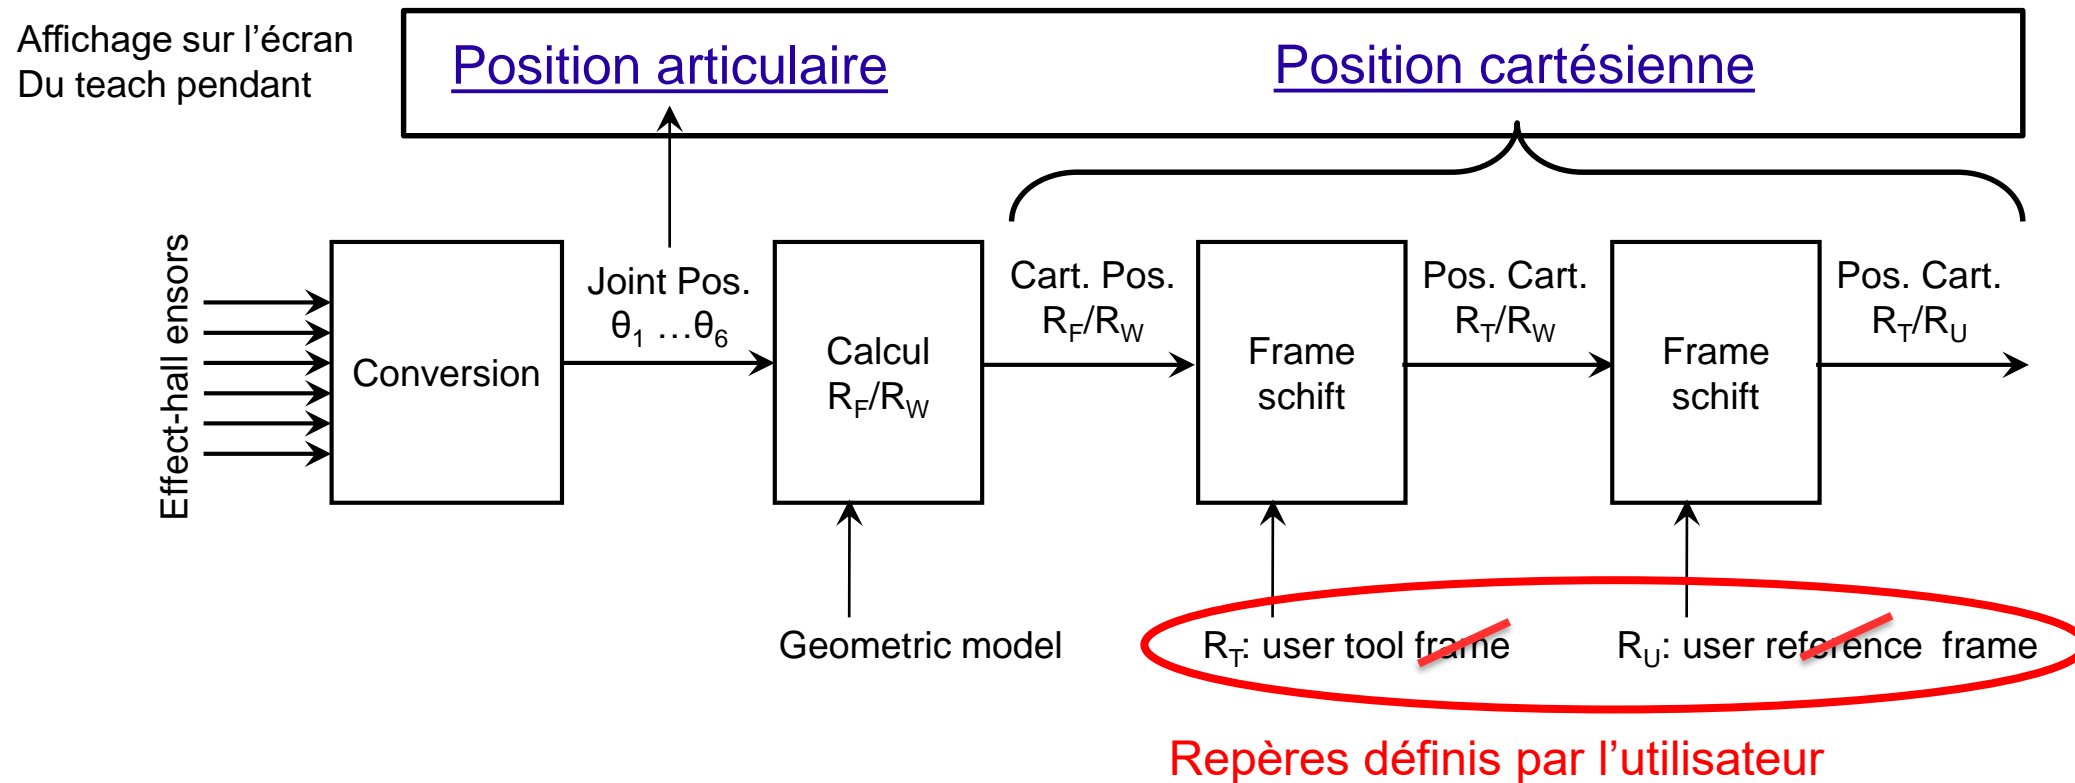 Affichage sur l’écran
Du teach pendant
Position articulaire
Position cartésienne
Effect-hall ensors
Conversion
Joint Pos.
θ1 …θ6
Calcul
RF/RW
Cart. Pos.
RF/RW
Frame
schift
Pos. Cart.
RT/RW
Frame
schift
Pos. Cart.
RT/RU
Geometric model
RT: user tool frame
RU: user reference frame
Repères définis par l’utilisateur